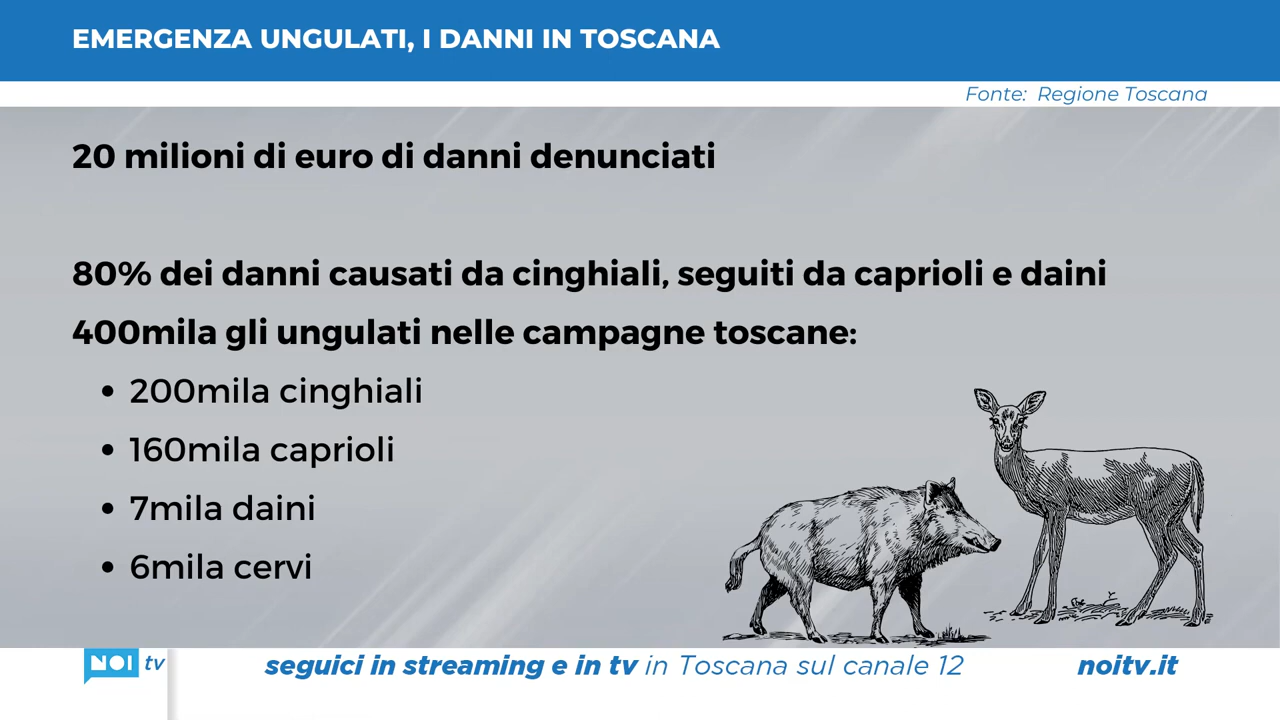 EMERGENZA UNGULATI, I DANNI IN TOSCANA
Fonte: Regione Toscana
20 milioni di euro di danni denunciati
80% dei danni causati da cinghiali, seguiti da caprioli e daini
400mila gli ungulati nelle campagne toscane:
• 200mila cinghiali
• 160mila caprioli
• 7mila daini
• 6mila cervi
NOI tv seguici in streaming e in tv in Toscana sul canale 12 noitv.it